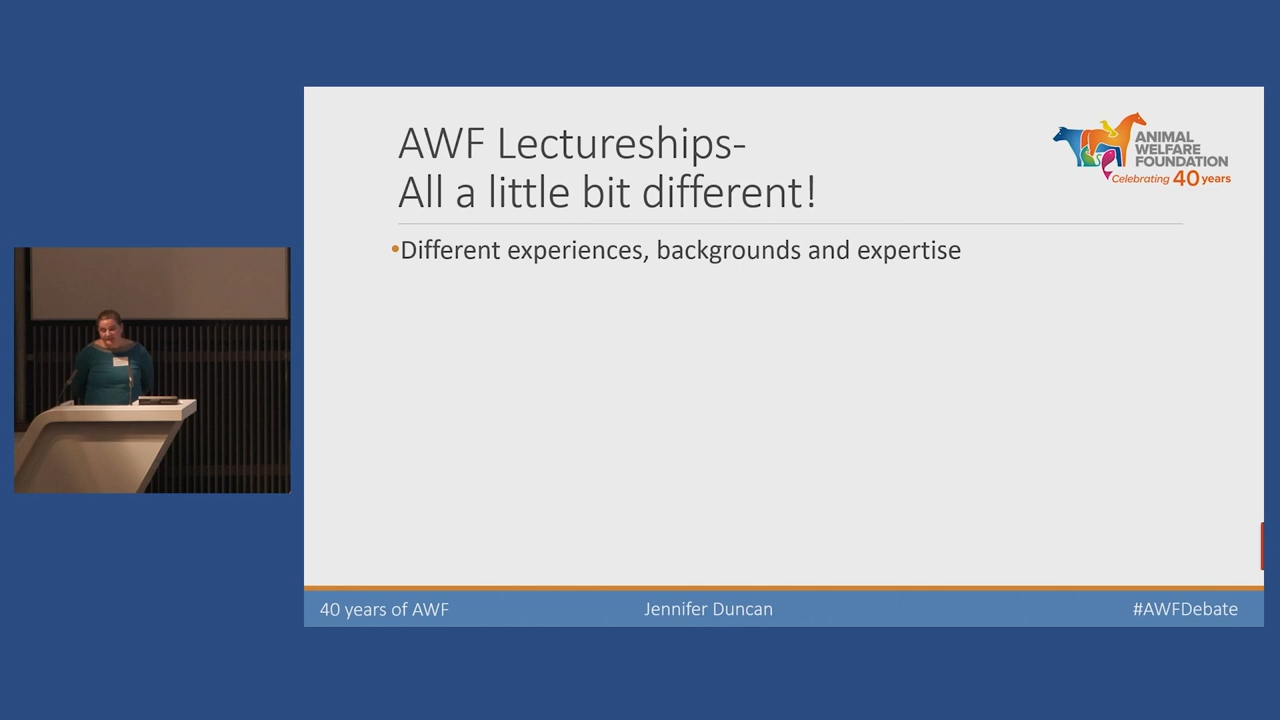 AWF Lectureships-
All a little bit different!
ANIMAL
WELFARE
FOUNDATION
Celebrating 40 years
•Different experiences, backgrounds and expertise
40 years of AWF
Jennifer Duncan
#AWFDebate